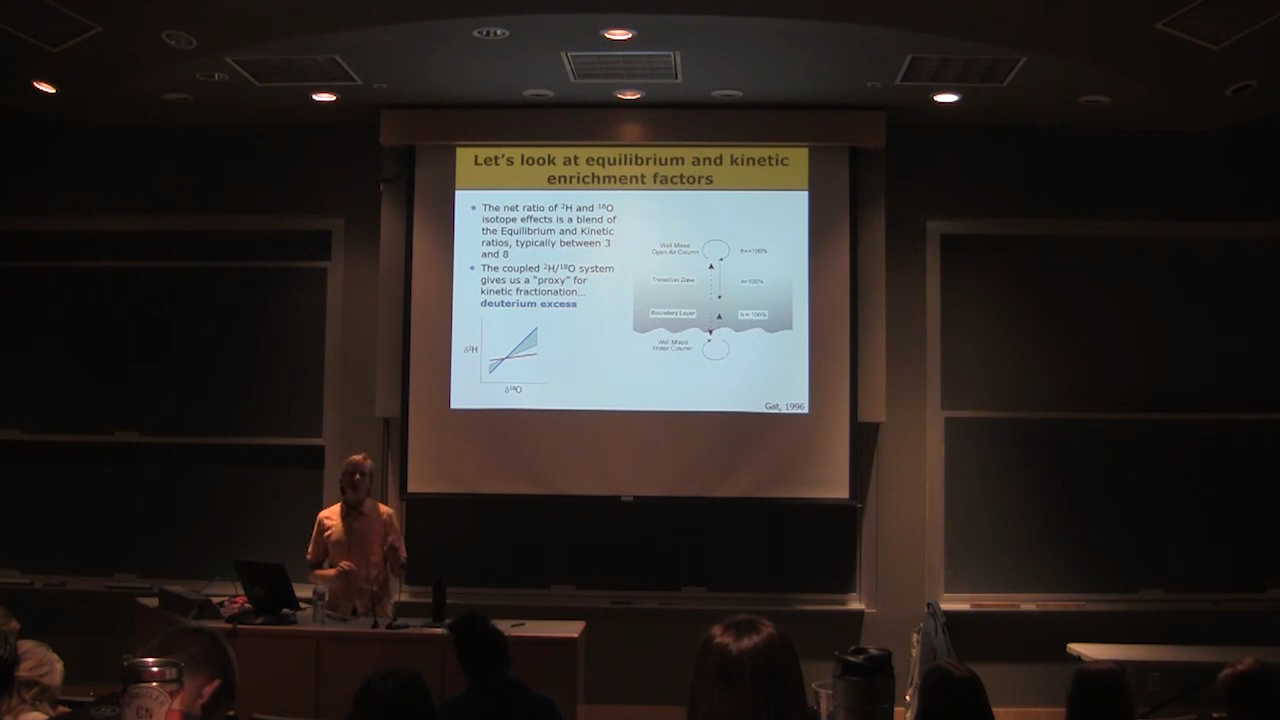 Let's look at equilibrium and kinetic
enrichment factors
• The net ratio of ²H and ¹⁸O
isotope effects is a blend of
the Equilibrium and Kinetic
ratios, typically between 3
and 8
• The coupled ²H/¹⁸O system
gives us a “proxy” for
kinetic fractionation...
deuterium excess
δ²H
δ¹⁸O
Well Mixed
Open Air Column
Transition Zone
Boundary Layer
Well Mixed
Water Column
Gat, 1996
CN